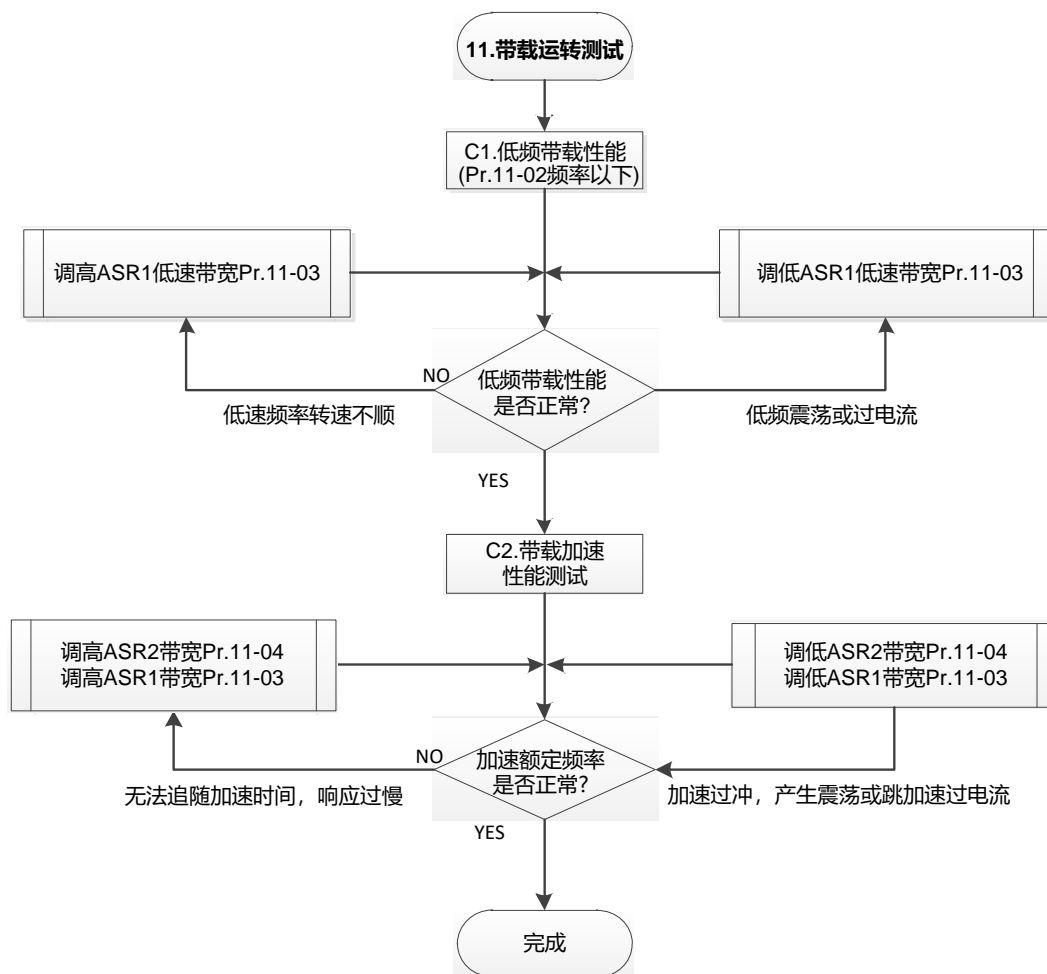 11.带载运转测试
C1.低频带载性能
(Pr.11-02频率以下)
调高ASR1低速带宽Pr.11-03
调低ASR1低速带宽Pr.11-03
NO
低频带载性能
是否正常?
低速频率转速不顺
低频震荡或过电流
YES
C2.带载加速
性能测试
调高ASR2带宽Pr.11-04
调高ASR1带宽Pr.11-03
调低ASR2带宽Pr.11-04
调低ASR1带宽Pr.11-03
NO
加速额定频率
是否正常?
无法追随加速时间，响应过慢
加速过冲，产生震荡或跳加速过电流
YES
完成